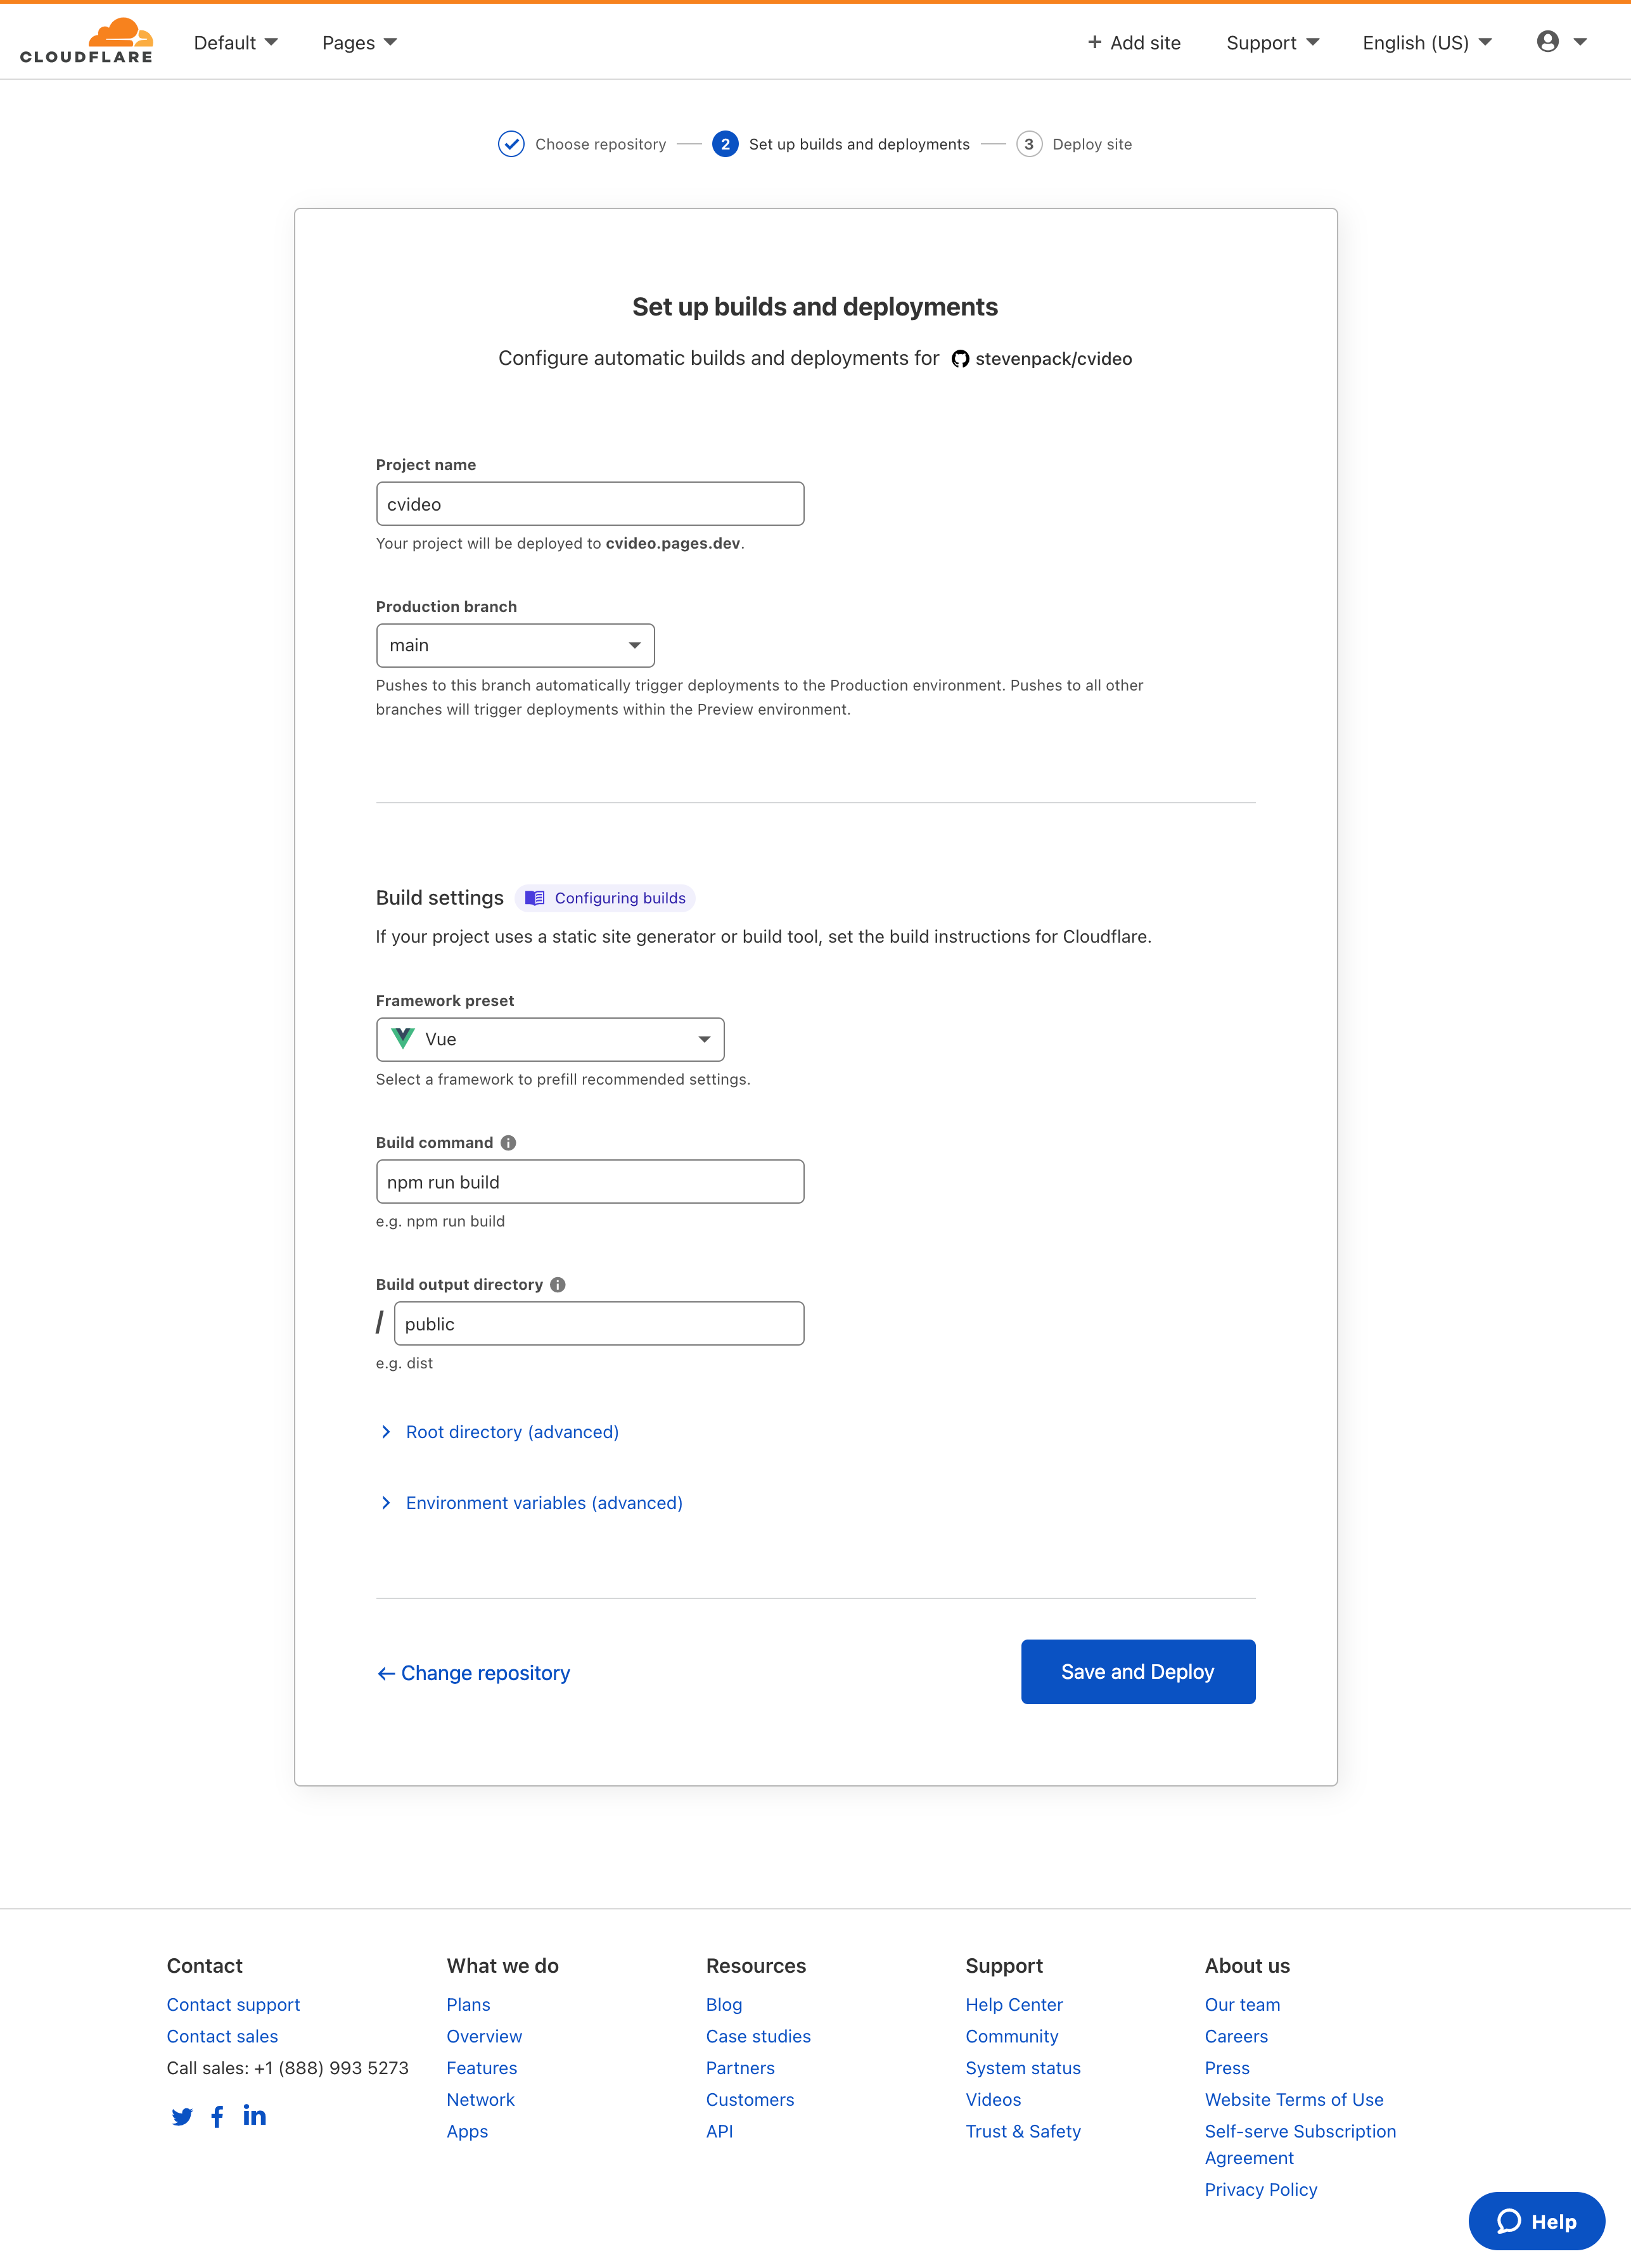 CLOUDFLARE
Default
Pages
+ Add site
Support
English (US)
Choose repository
2 Set up builds and deployments
3 Deploy site
Set up builds and deployments
Configure automatic builds and deployments for stevenpack/cvideo
Project name
cvideo
Your project will be deployed to cvideo.pages.dev.
Production branch
main
Pushes to this branch automatically trigger deployments to the Production environment. Pushes to all other
branches will trigger deployments within the Preview environment.
Build settings
Configuring builds
If your project uses a static site generator or build tool, set the build instructions for Cloudflare.
Framework preset
Vue
Select a framework to prefill recommended settings.
Build command
npm run build
e.g. npm run build
Build output directory
/ public
e.g. dist
Root directory (advanced)
Environment variables (advanced)
← Change repository
Save and Deploy
Contact
Contact support
Contact sales
Call sales: +1 (888) 993 5273
What we do
Plans
Overview
Features
Network
Apps
Resources
Blog
Case studies
Partners
Customers
API
Support
Help Center
Community
System status
Videos
Trust & Safety
About us
Our team
Careers
Press
Website Terms of Use
Self-serve Subscription
Agreement
Privacy Policy
Help